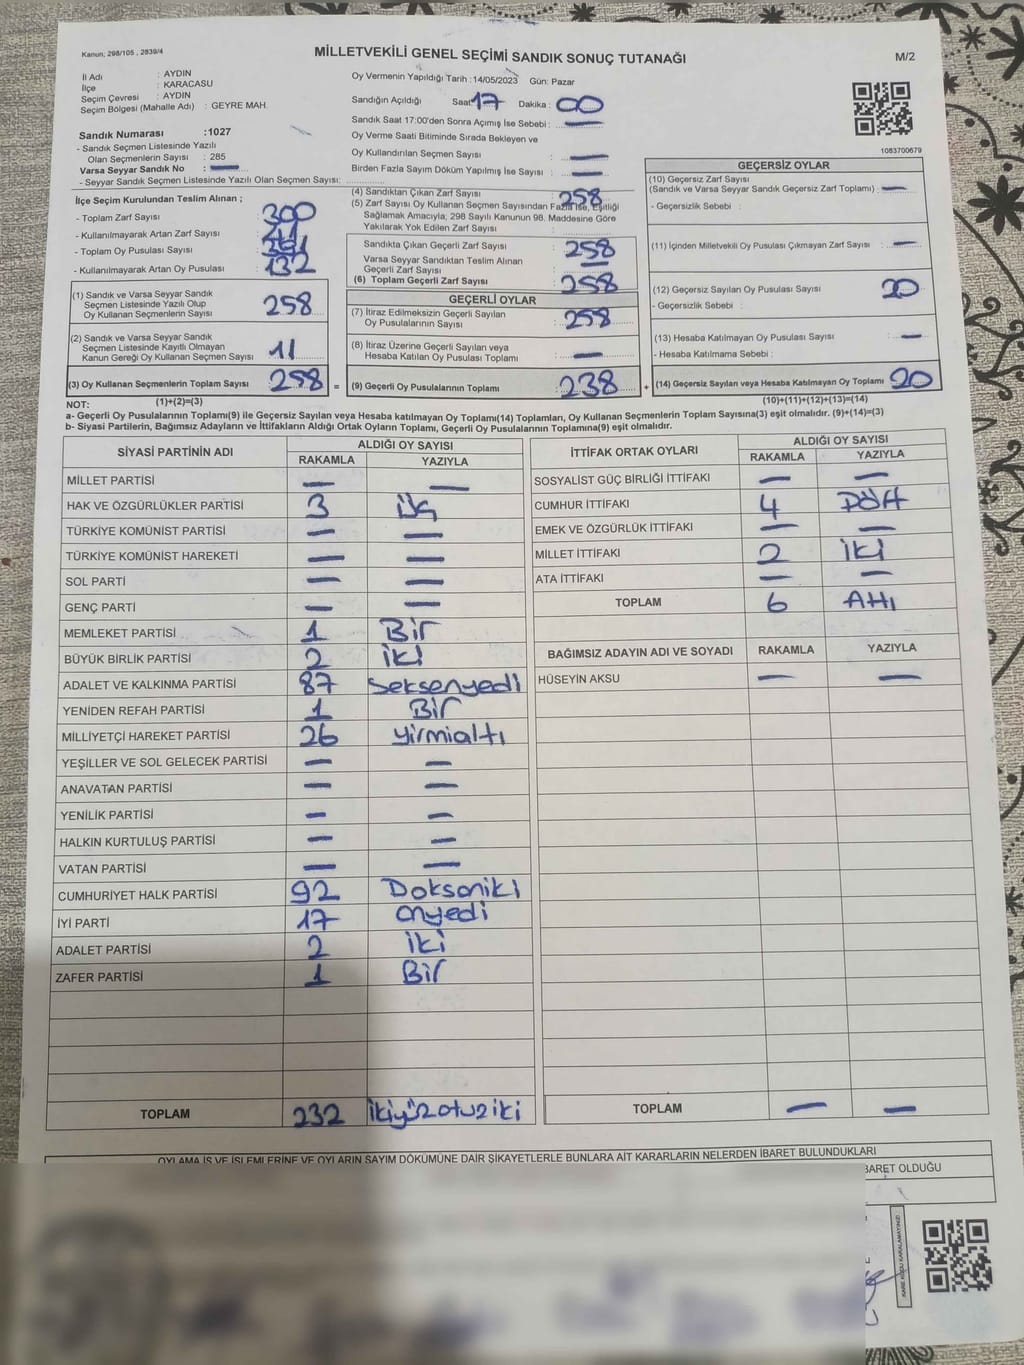 Kanun; 298/105 , 2839/4
MİLLETVEKİLİ GENEL SEÇİMİ SANDIK SONUÇ TUTANAĞI
M/2
İl Adı : AYDIN
İlçe : KARACASU
Seçim Çevresi : AYDIN
Seçim Bölgesi (Mahalle Adı) : GEYRE MAH.
Sandık Numarası :1027
- Sandık Seçmen Listesinde Yazılı
Olan Seçmenlerin Sayısı : 285
Varsa Seyyar Sandık No : —
- Seyyar Sandık Seçmen Listesinde Yazılı Olan Seçmen Sayısı:
Oy Vermenin Yapıldığı Tarih :14/05/2023 Gün: Pazar
Sandığın Açıldığı Saat 17 Dakika : 00
Sandık Saat 17:00'den Sonra Açımış İse Sebebi : —
Oy Verme Saati Bitiminde Sırada Bekleyen ve
Oy Kullandırılan Seçmen Sayısı : —
Birden Fazla Sayım Döküm Yapılmış İse Sayısı : —
1083700679
İlçe Seçim Kurulundan Teslim Alınan ;
- Toplam Zarf Sayısı : 300
- Kullanılmayarak Artan Zarf Sayısı :
- Toplam Oy Pusulası Sayısı :
- Kullanılmayarak Artan Oy Pusulası : 132
(1) Sandık ve Varsa Seyyar Sandık
Seçmen Listesinde Yazılı Olup
Oy Kullanan Seçmenlerin Sayısı 258
(2) Sandık ve Varsa Seyyar Sandık
Seçmen Listesinde Kayıtlı Olmayan
Kanun Gereği Oy Kullanan Seçmen Sayısı 11
(3) Oy Kullanan Seçmenlerin Toplam Sayısı 258 =
(4) Sandıktan Çıkan Zarf Sayısı : 258
(5) Zarf Sayısı Oy Kullanan Seçmen Sayısından Fazla İse, Eşitliği
Sağlamak Amacıyla, 298 Sayılı Kanunun 98. Maddesine Göre
Yakılarak Yok Edilen Zarf Sayısı :
Sandıkta Çıkan Geçerli Zarf Sayısı : 258
Varsa Seyyar Sandıktan Teslim Alınan
Geçerli Zarf Sayısı : —
(6) Toplam Geçerli Zarf Sayısı : 258
GEÇERLİ OYLAR
(7) İtiraz Edilmeksizin Geçerli Sayılan
Oy Pusulalarının Sayısı : 258
(8) İtiraz Üzerine Geçerli Sayılan veya
Hesaba Katılan Oy Pusulası Toplamı : —
(9) Geçerli Oy Pusulalarının Toplamı 238 +
GEÇERSİZ OYLAR
(10) Geçersiz Zarf Sayısı
(Sandık ve Varsa Seyyar Sandık Geçersiz Zarf Toplamı) : —
- Geçersizlik Sebebi :
(11) İçinden Milletvekili Oy Pusulası Çıkmayan Zarf Sayısı : —
(12) Geçersiz Sayılan Oy Pusulası Sayısı : 20
- Geçersizlik Sebebi :
(13) Hesaba Katılmayan Oy Pusulası Sayısı : —
- Hesaba Katılmama Sebebi :
(14) Geçersiz Sayılan veya Hesaba Katılmayan Oy Toplamı 20
NOT: (1)+(2)=(3)
(10)+(11)+(12)+(13)=(14)
a- Geçerli Oy Pusulalarının Toplamı(9) ile Geçersiz Sayılan veya Hesaba katılmayan Oy Toplamı(14) Toplamları, Oy Kullanan Seçmenlerin Toplam Sayısına(3) eşit olmalıdır. (9)+(14)=(3)
b- Siyasi Partilerin, Bağımsız Adayların ve İttifakların Aldığı Ortak Oyların Toplamı, Geçerli Oy Pusulalarının Toplamına(9) eşit olmalıdır.
SİYASİ PARTİNİN ADI ALDIĞI OY SAYISI
RAKAMLA YAZIYLA
MİLLET PARTİSİ — —
HAK VE ÖZGÜRLÜKLER PARTİSİ 3 üç
TÜRKİYE KOMÜNİST PARTİSİ — —
TÜRKİYE KOMÜNİST HAREKETİ — —
SOL PARTİ — —
GENÇ PARTİ — —
MEMLEKET PARTİSİ 1 Bir
BÜYÜK BİRLİK PARTİSİ 2 iki
ADALET VE KALKINMA PARTİSİ 87 Seksenyedi
YENİDEN REFAH PARTİSİ 1 Bir
MİLLİYETÇİ HAREKET PARTİSİ 26 yirmialtı
YEŞİLLER VE SOL GELECEK PARTİSİ — —
ANAVATAN PARTİSİ — —
YENİLİK PARTİSİ — —
HALKIN KURTULUŞ PARTİSİ — —
VATAN PARTİSİ — —
CUMHURİYET HALK PARTİSİ 92 Doksaniki
İYİ PARTİ 17 onyedi
ADALET PARTİSİ 2 iki
ZAFER PARTİSİ 1 Bir
TOPLAM 232 ikiyüzotuziki
İTTİFAK ORTAK OYLARI ALDIĞI OY SAYISI
RAKAMLA YAZIYLA
SOSYALİST GÜÇ BİRLİĞİ İTTİFAKI — —
CUMHUR İTTİFAKI 4 Dört
EMEK VE ÖZGÜRLÜK İTTİFAKI — —
MİLLET İTTİFAKI 2 iki
ATA İTTİFAKI — —
TOPLAM 6 Altı
BAĞIMSIZ ADAYIN ADI VE SOYADI RAKAMLA YAZIYLA
HÜSEYİN AKSU — —
TOPLAM — —
OYLAMA İŞ VE İŞLEMLERİNE VE OYLARIN SAYIM DÖKÜMÜNE DAİR ŞİKAYETLERLE BUNLARA AİT KARARLARIN NELERDEN İBARET BULUNDUKLARI
BARET OLDUĞU
KARE KODU KARALAMAYINIZ!